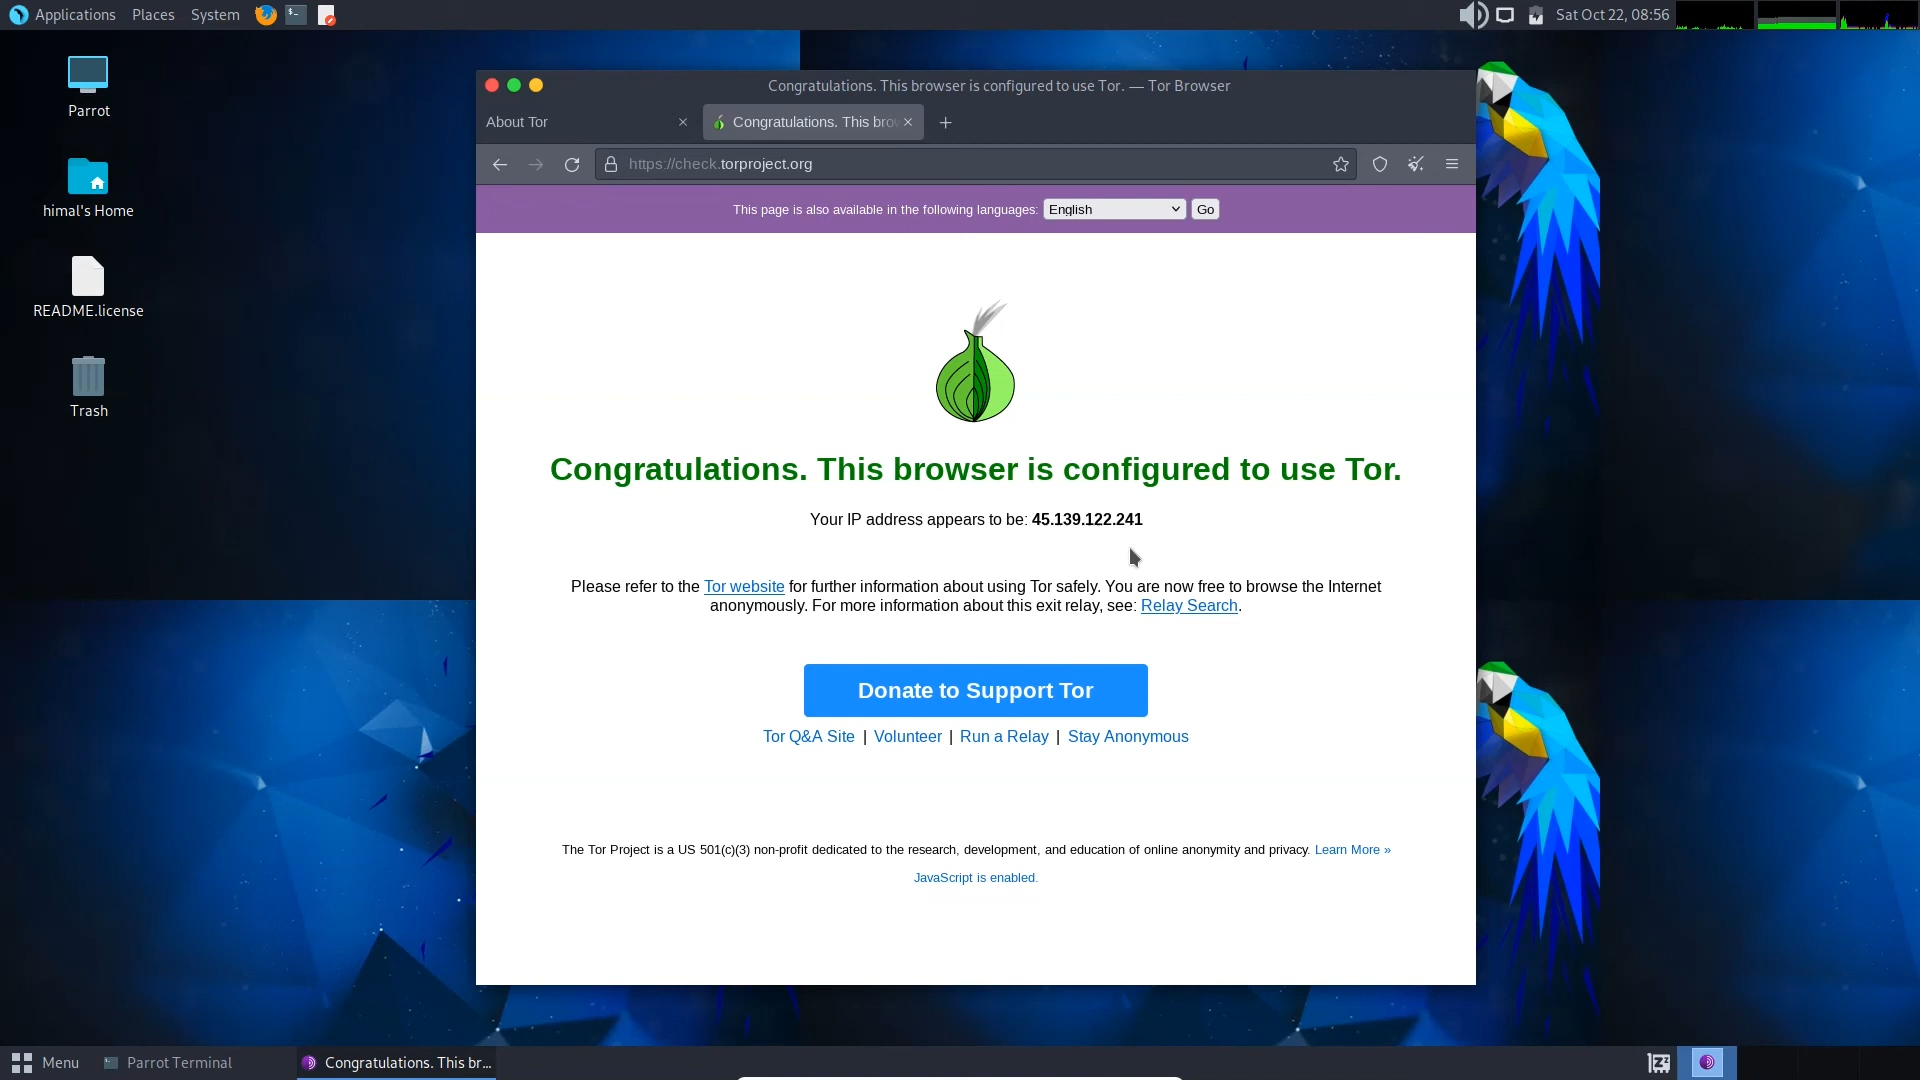 Applications Places System
Sat Oct 22, 08:56
Parrot
himal's Home
README.license
Trash
Congratulations. This browser is configured to use Tor. — Tor Browser
About Tor
Congratulations. This brow
https://check.torproject.org
This page is also available in the following languages: English Go
Congratulations. This browser is configured to use Tor.
Your IP address appears to be: 45.139.122.241
Please refer to the Tor website for further information about using Tor safely. You are now free to browse the Internet
anonymously. For more information about this exit relay, see: Relay Search.
Donate to Support Tor
Tor Q&A Site | Volunteer | Run a Relay | Stay Anonymous
The Tor Project is a US 501(c)(3) non-profit dedicated to the research, development, and education of online anonymity and privacy. Learn More »
JavaScript is enabled.
Menu Parrot Terminal Congratulations. This br...